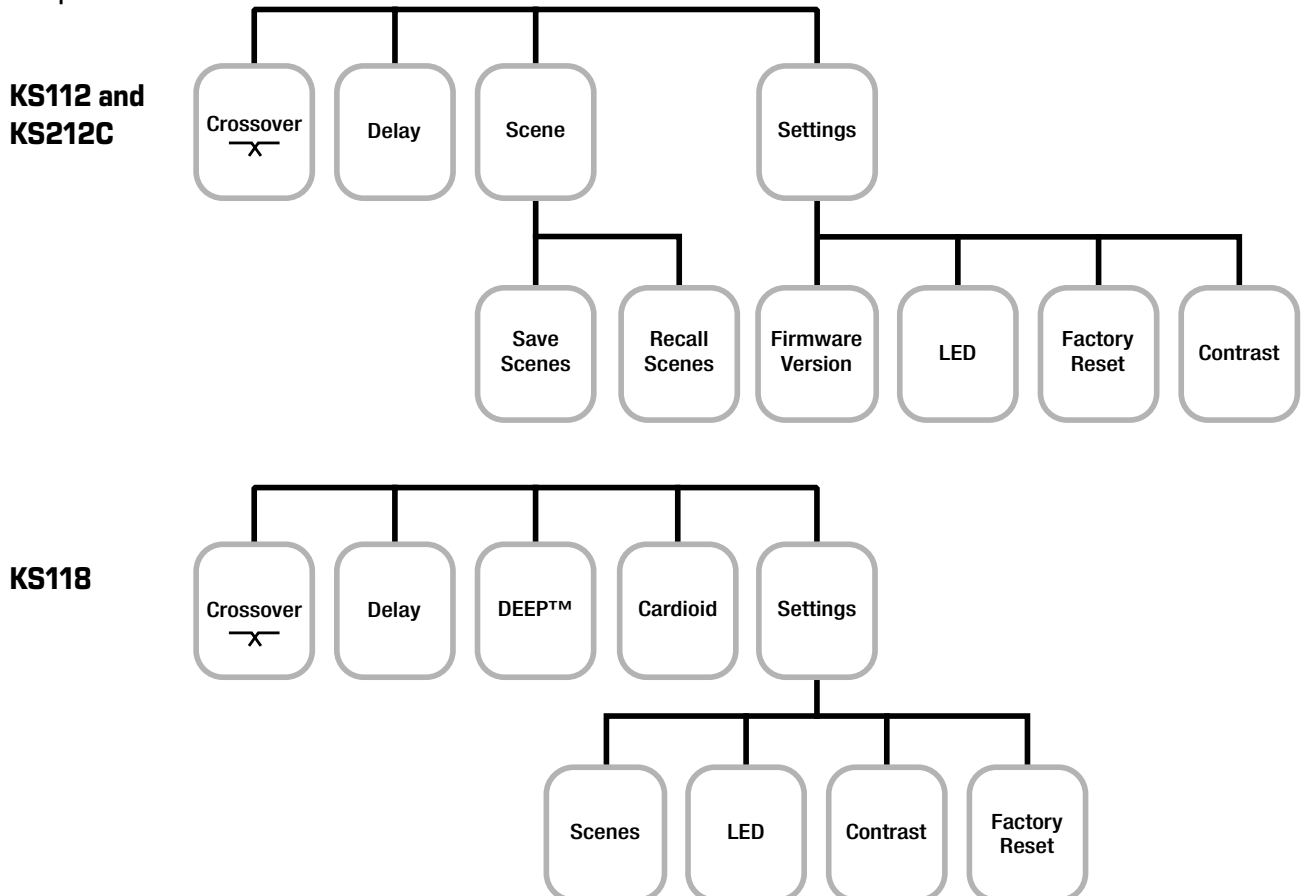 KS112 and
KS212C
Crossover
Delay
Scene
Settings
Save
Scenes
Recall
Scenes
Firmware
Version
LED
Factory
Reset
Contrast
KS118
Crossover
Delay
DEEP™
Cardioid
Settings
Scenes
LED
Contrast
Factory
Reset